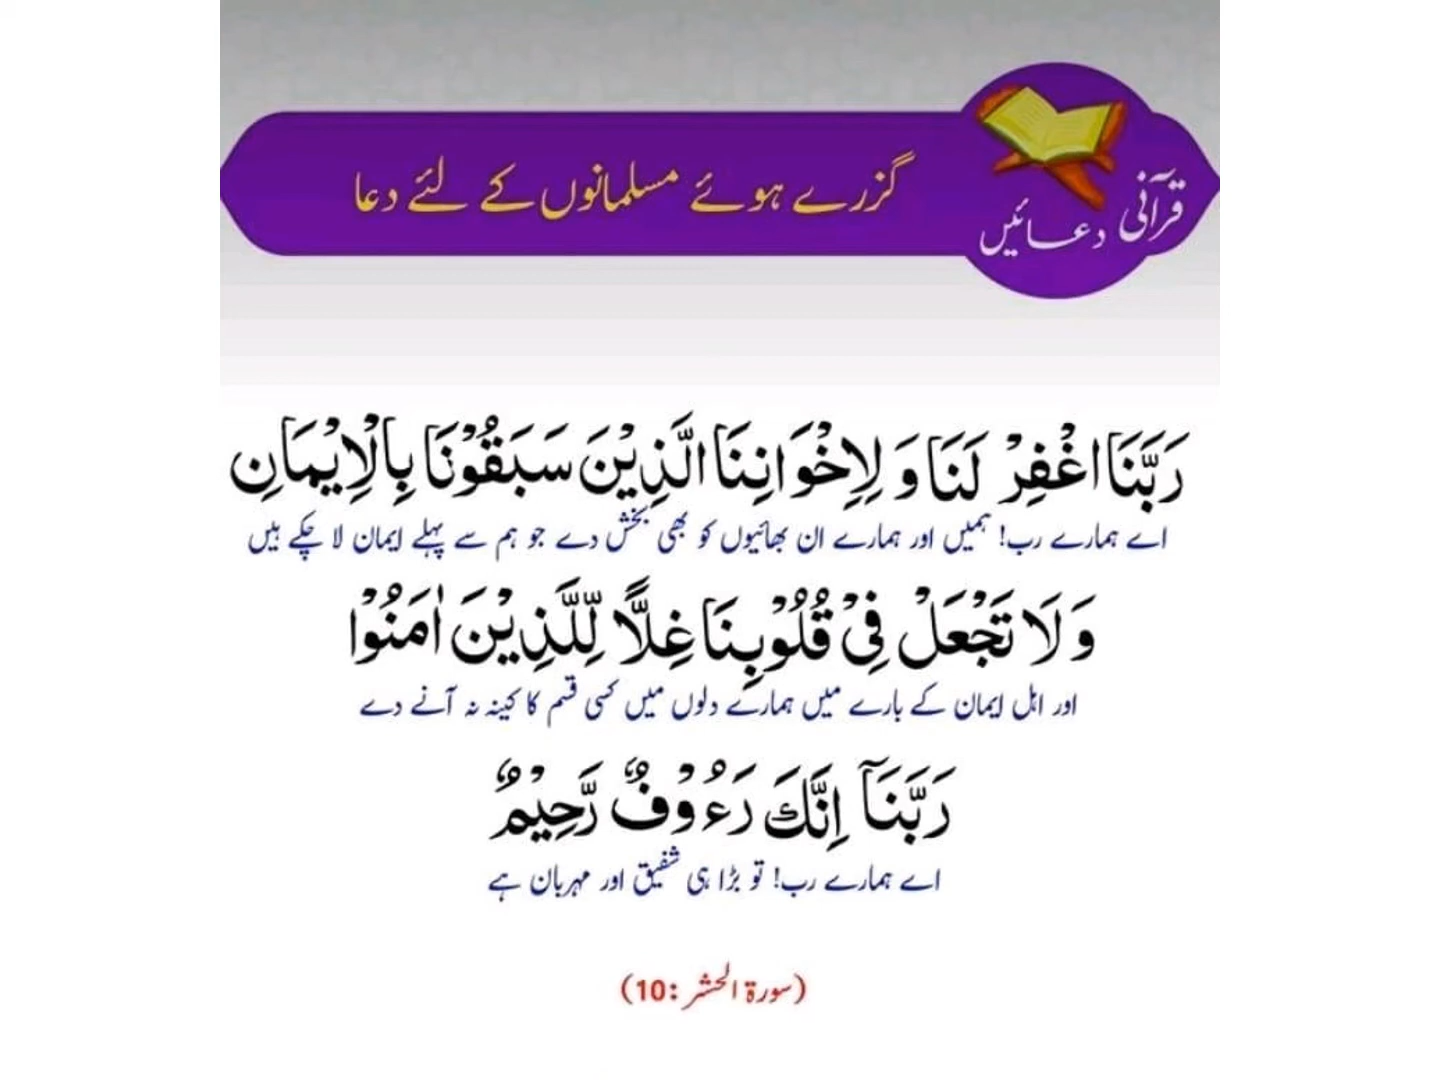 قرآنی دعائیں
گزرے ہوئے مسلمانوں کے لئے دعا
رَبَّنَا اغْفِرْ لَنَا وَ لِاِخْوَانِنَا الَّذِیْنَ سَبَقُوْنَا بِالْاِیْمَانِ
اے ہمارے رب! ہمیں اور ہمارے ان بھائیوں کو بھی بخش دے جو ہم سے پہلے ایمان لا چکے ہیں
وَ لَا تَجْعَلْ فِیْ قُلُوْبِنَا غِلًّا لِّلَّذِیْنَ اٰمَنُوْا
اور اہل ایمان کے بارے میں ہمارے دلوں میں کسی قسم کا کینہ نہ آنے دے
رَبَّنَاۤ اِنَّكَ رَءُوْفٌ رَّحِیْمٌ
اے ہمارے رب! تو بڑا ہی شفیق اور مہربان ہے
(سورة الحشر :10)